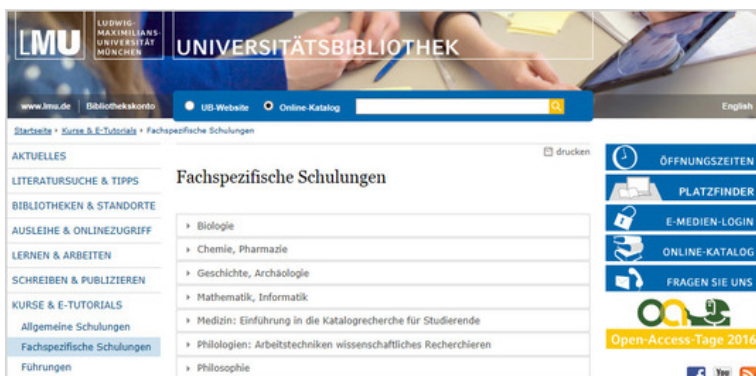 LMU
LUDWIG-
MAXIMILIANS-
UNIVERSITÄT
MÜNCHEN
UNIVERSITÄTSBIBLIOTHEK
www.lmu.de | Bibliothekskonto
UB-Website Online-Katalog
English
Startseite › Kurse & E-Tutorials › Fachspezifische Schulungen
AKTUELLES
LITERATURSUCHE & TIPPS
BIBLIOTHEKEN & STANDORTE
AUSLEIHE & ONLINEZUGRIFF
LERNEN & ARBEITEN
SCHREIBEN & PUBLIZIEREN
KURSE & E-TUTORIALS
Allgemeine Schulungen
Fachspezifische Schulungen
Führungen
drucken
Fachspezifische Schulungen
› Biologie
› Chemie, Pharmazie
› Geschichte, Archäologie
› Mathematik, Informatik
› Medizin: Einführung in die Katalogrecherche für Studierende
› Philologien: Arbeitstechniken wissenschaftliches Recherchieren
› Philosophie
ÖFFNUNGSZEITEN
PLATZFINDER
E-MEDIEN-LOGIN
ONLINE-KATALOG
FRAGEN SIE UNS
Open-Access-Tage 2016
You